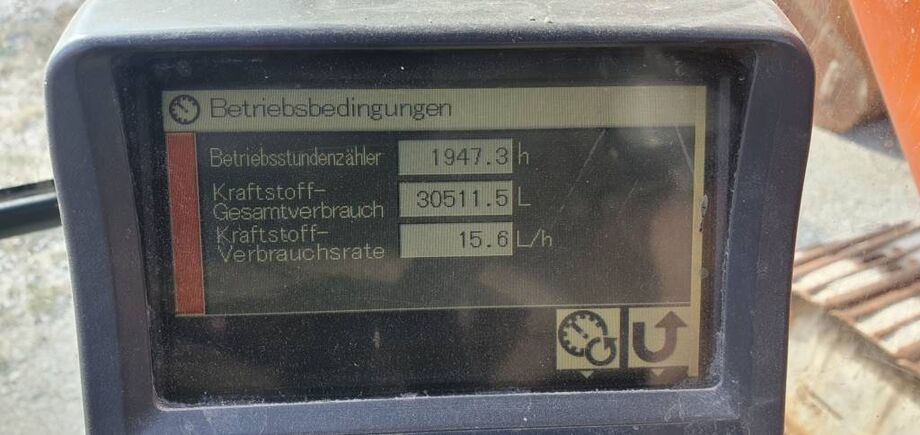 Betriebsbedingungen
Betriebsstundenzähler 1947.3 h
Kraftstoff-
Gesamtverbrauch 30511.5 L
Kraftstoff-
Verbrauchsrate 15.6 L/h